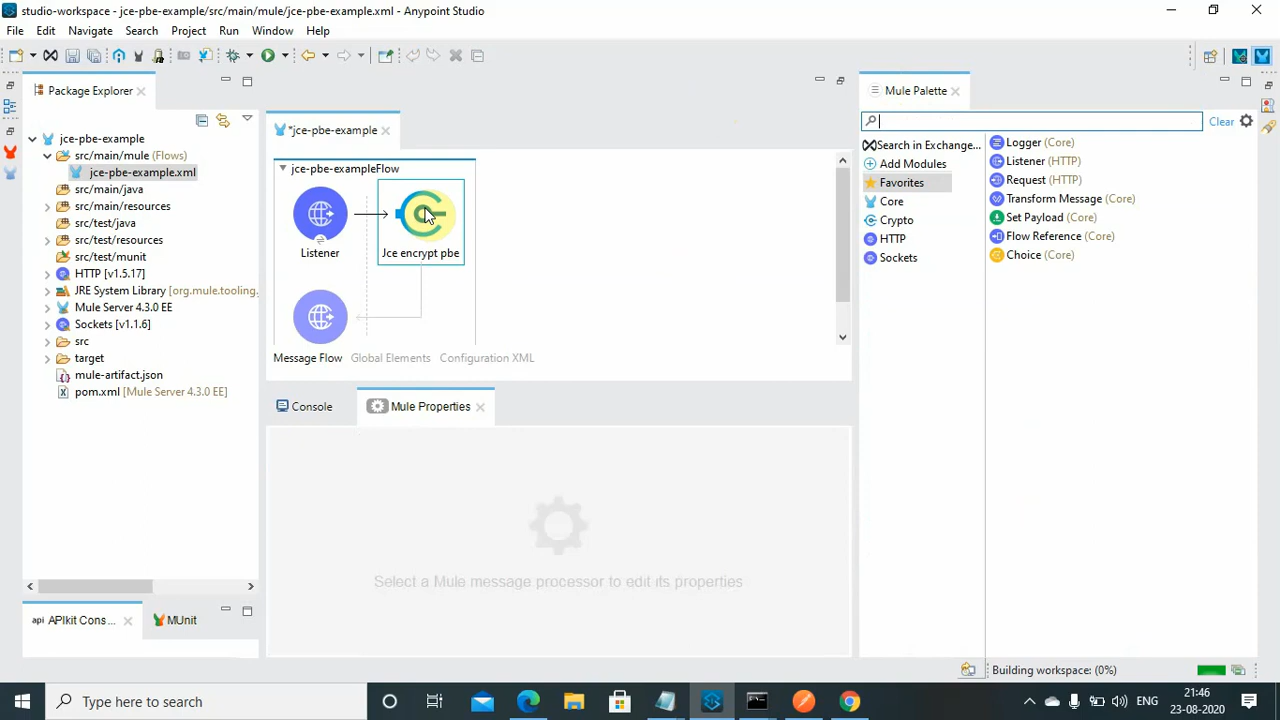 studio-workspace - jce-pbe-example/src/main/mule/jce-pbe-example.xml - Anypoint Studio
File Edit Navigate Search Project Run Window Help
Package Explorer
jce-pbe-example
src/main/mule (Flows)
jce-pbe-example.xml
src/main/java
src/main/resources
src/test/java
src/test/resources
src/test/munit
HTTP [v1.5.17]
JRE System Library [org.mule.tooling.
Mule Server 4.3.0 EE
Sockets [v1.1.6]
src
target
mule-artifact.json
pom.xml [Mule Server 4.3.0 EE]
api APIkit Cons...
MUnit
*jce-pbe-example
jce-pbe-exampleFlow
Listener
Jce encrypt pbe
Message Flow Global Elements Configuration XML
Console
Mule Properties
Select a Mule message processor to edit its properties
Mule Palette
Clear
Search in Exchange...
Add Modules
Favorites
Core
Crypto
HTTP
Sockets
Logger (Core)
Listener (HTTP)
Request (HTTP)
Transform Message (Core)
Set Payload (Core)
Flow Reference (Core)
Choice (Core)
Building workspace: (0%)
Type here to search
ENG
21:46
23-08-2020